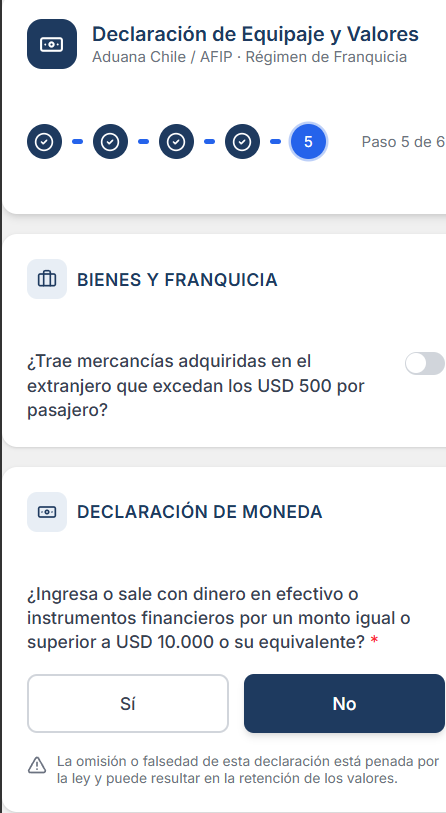 Declaración de Equipaje y Valores
Aduana Chile / AFIP · Régimen de Franquicia
5
Paso 5 de 6
BIENES Y FRANQUICIA
¿Trae mercancías adquiridas en el
extranjero que excedan los USD 500 por
pasajero?
DECLARACIÓN DE MONEDA
¿Ingresa o sale con dinero en efectivo o
instrumentos financieros por un monto igual o
superior a USD 10.000 o su equivalente? *
Sí
No
La omisión o falsedad de esta declaración está penada por
la ley y puede resultar en la retención de los valores.